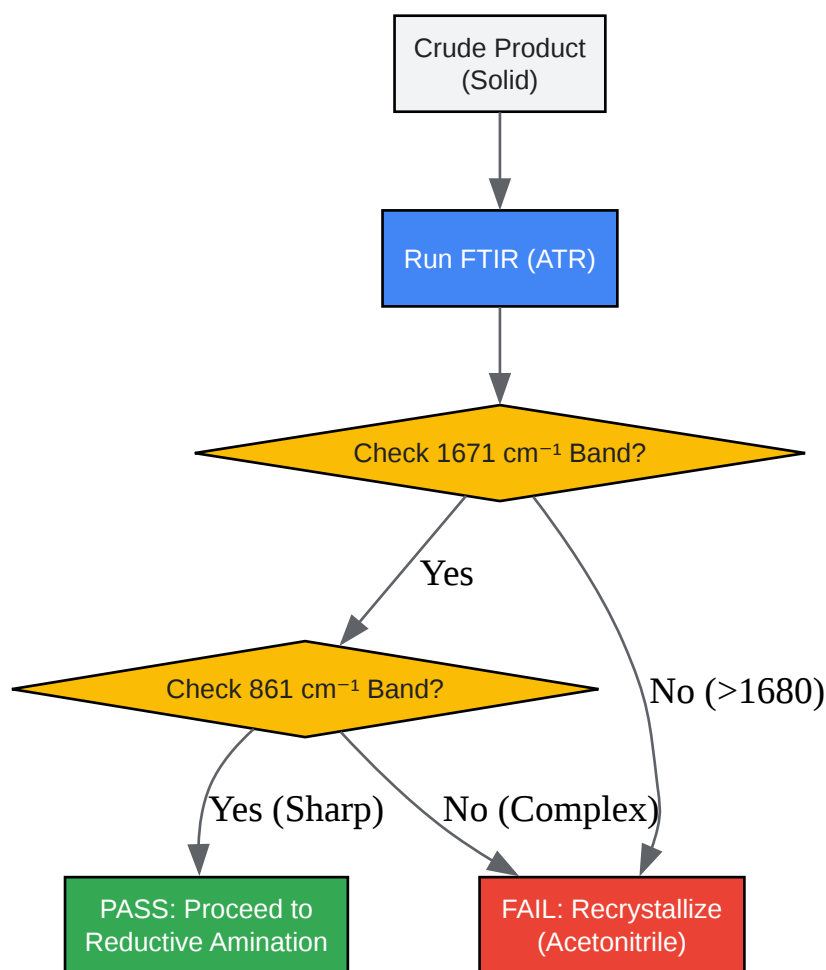 Crude Product
(Solid)
Run FTIR (ATR)
Check 1671 cm⁻¹ Band?
Yes
Check 861 cm⁻¹ Band?
No (>1680)
Yes (Sharp)
No (Complex)
PASS: Proceed to
Reductive Amination
FAIL: Recrystallize
(Acetonitrile)